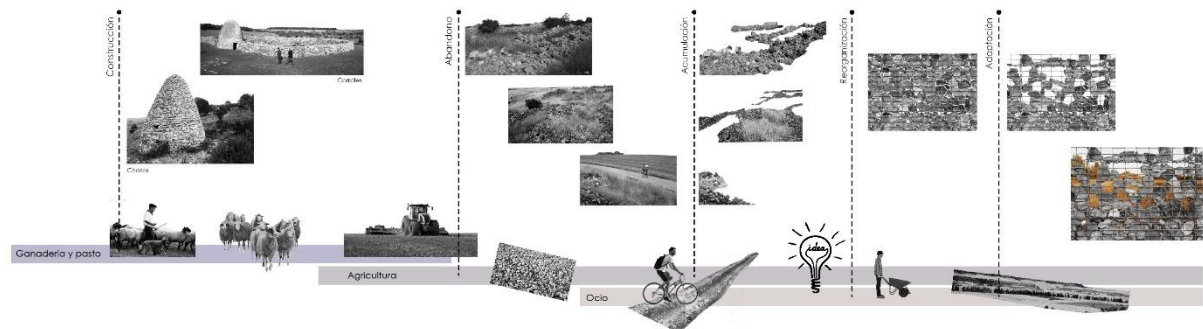 Construcción
Corrales
Chozos
Ganadería y pasto
Abandono
Agricultura
Acumulación
Ocio
idea
Reorganización
Adaptación